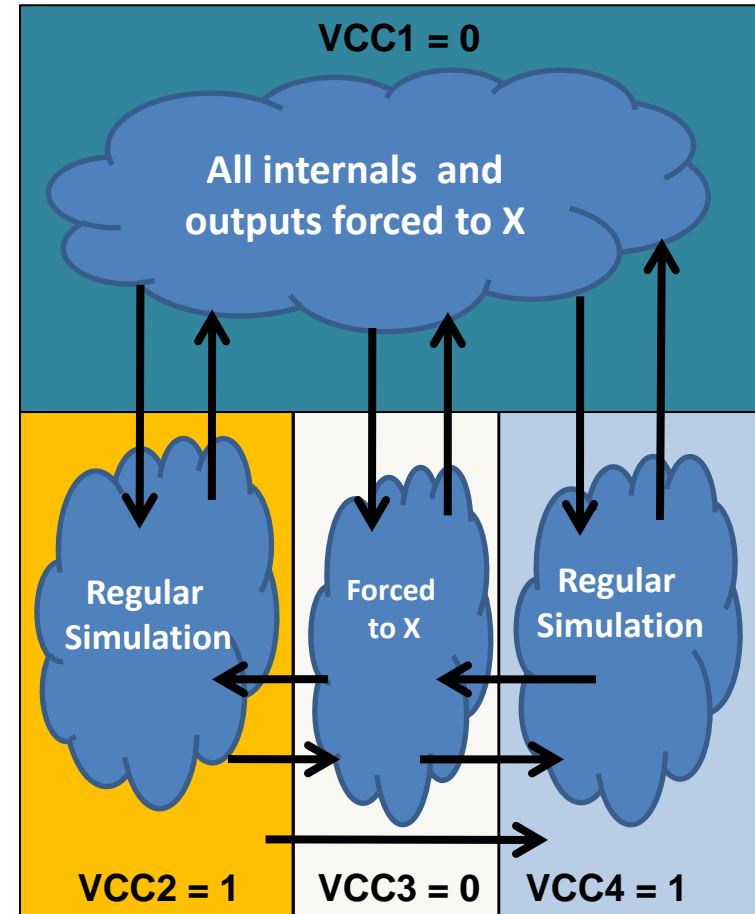 VCC1 = 0
All internals and
outputs forced to X
Regular
Simulation
Forced
to X
Regular
Simulation
VCC2 = 1
VCC3 = 0
VCC4 = 1